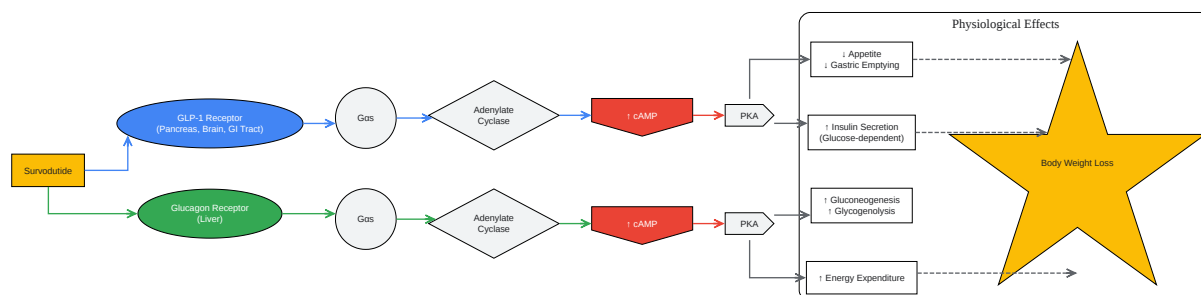 Physiological Effects
↓ Appetite
↓ Gastric Emptying
GLP-1 Receptor
(Pancreas, Brain, GI Tract)
Gαs
Adenylate
Cyclase
↑ cAMP
PKA
↑ Insulin Secretion
(Glucose-dependent)
Body Weight Loss
Survodutide
Glucagon Receptor
(Liver)
Gαs
Adenylate
Cyclase
↑ cAMP
PKA
↑ Gluconeogenesis
↑ Glycogenolysis
↑ Energy Expenditure